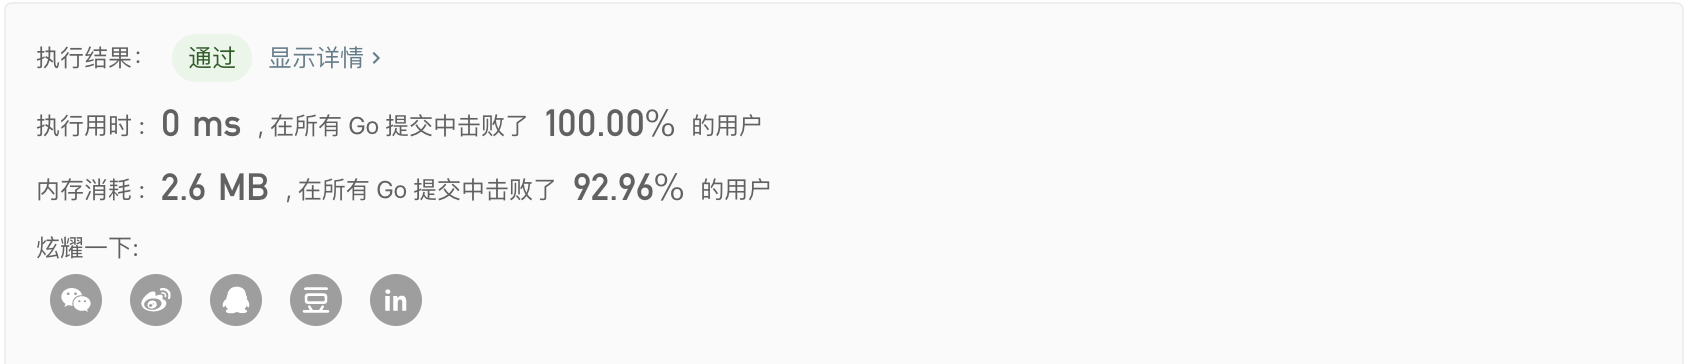 执行结果： 通过 显示详情 ›
执行用时 : 0 ms , 在所有 Go 提交中击败了 100.00% 的用户
内存消耗 : 2.6 MB , 在所有 Go 提交中击败了 92.96% 的用户
炫耀一下:
豆 in